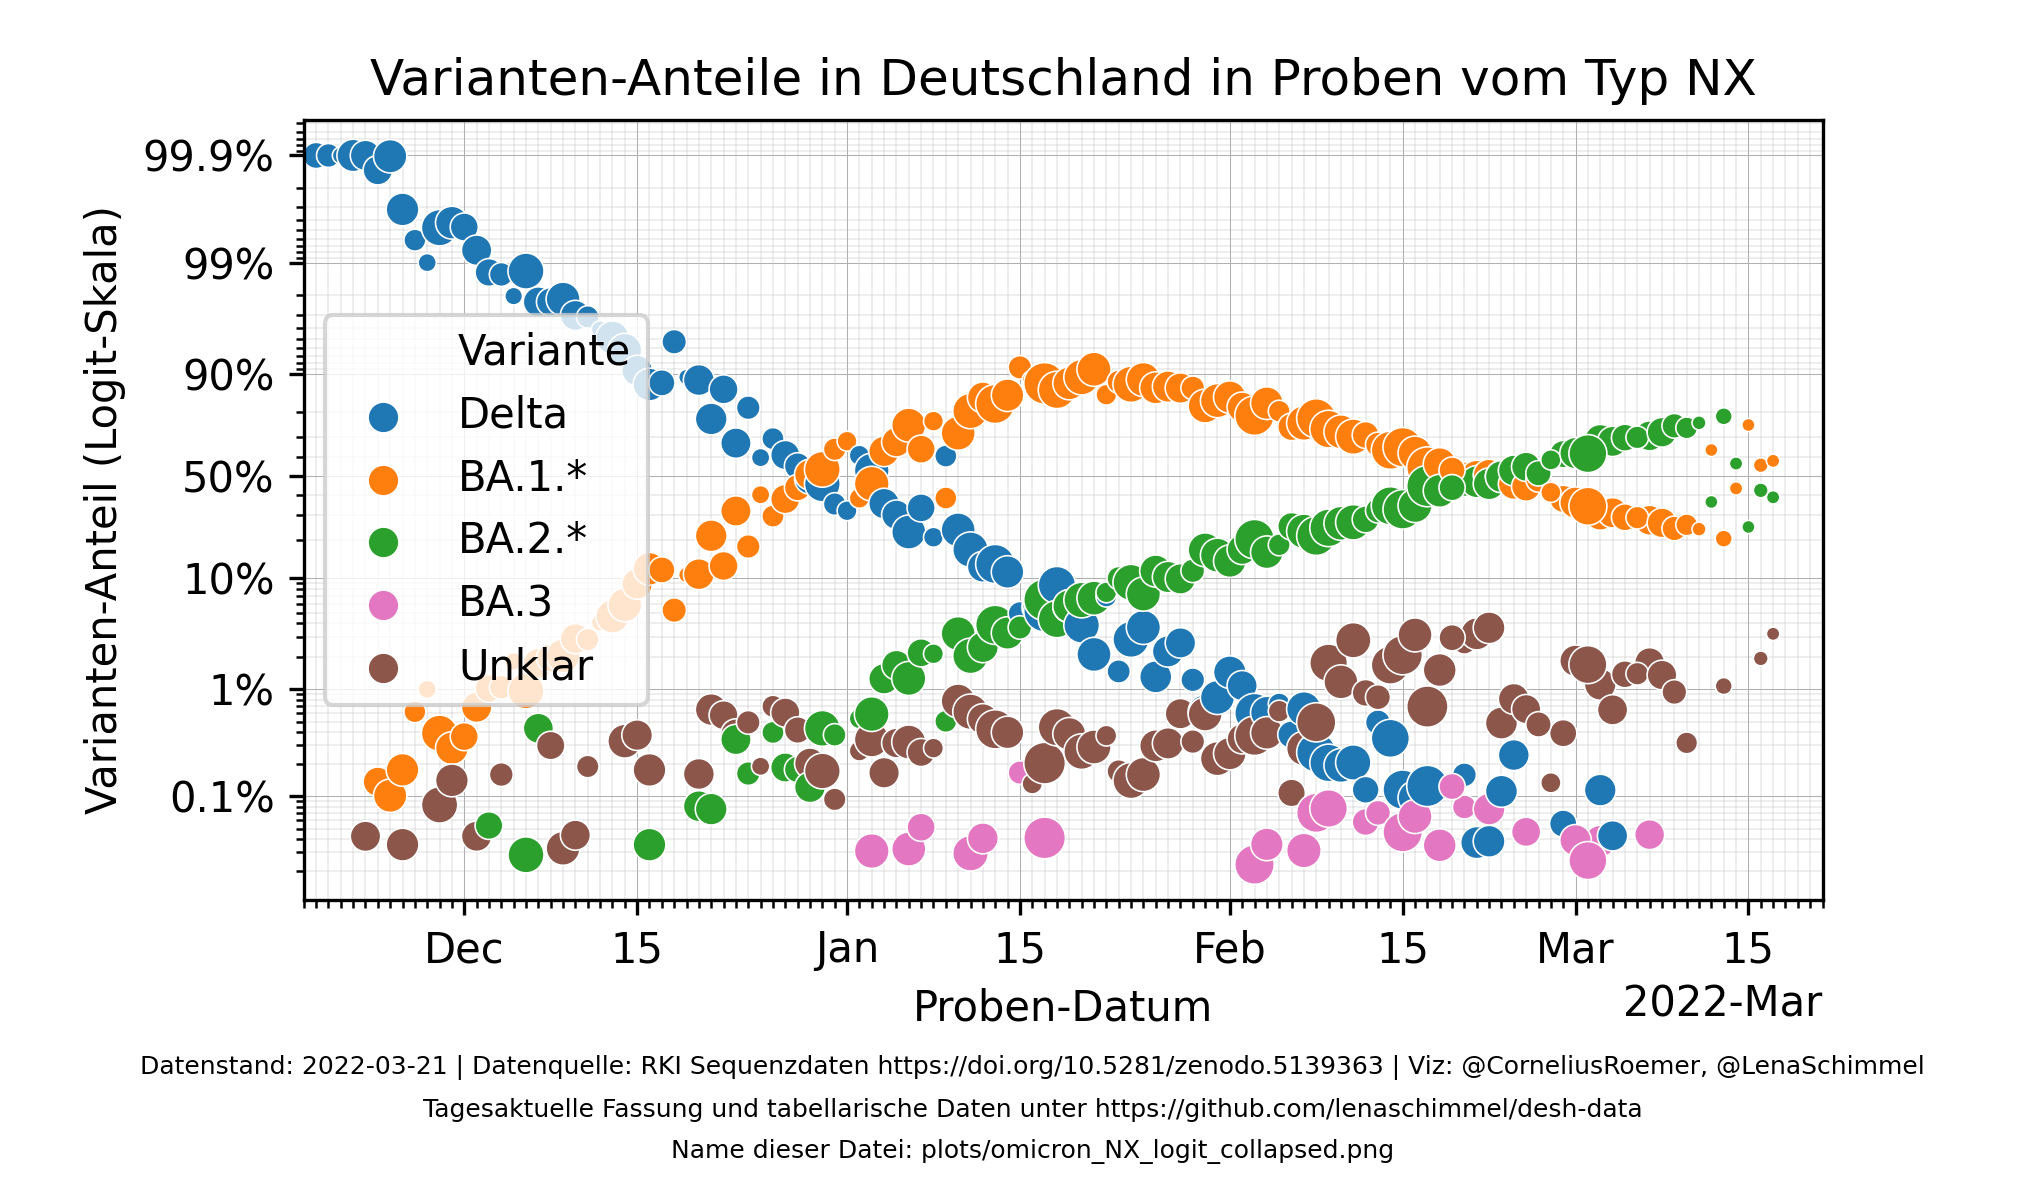 Varianten-Anteile in Deutschland in Proben vom Typ NX
Varianten-Anteil (Logit-Skala)
99.9%
99%
90%
50%
10%
1%
0.1%
Variante
Delta
BA.1.*
BA.2.*
BA.3
Unklar
Dec 15 Jan 15 Feb 15 Mar 15
2022-Mar
Proben-Datum
Datenstand: 2022-03-21 | Datenquelle: RKI Sequenzdaten https://doi.org/10.5281/zenodo.5139363 | Viz: @CorneliusRoemer, @LenaSchimmel
Tagesaktuelle Fassung und tabellarische Daten unter https://github.com/lenaschimmel/desh-data
Name dieser Datei: plots/omicron_NX_logit_collapsed.png